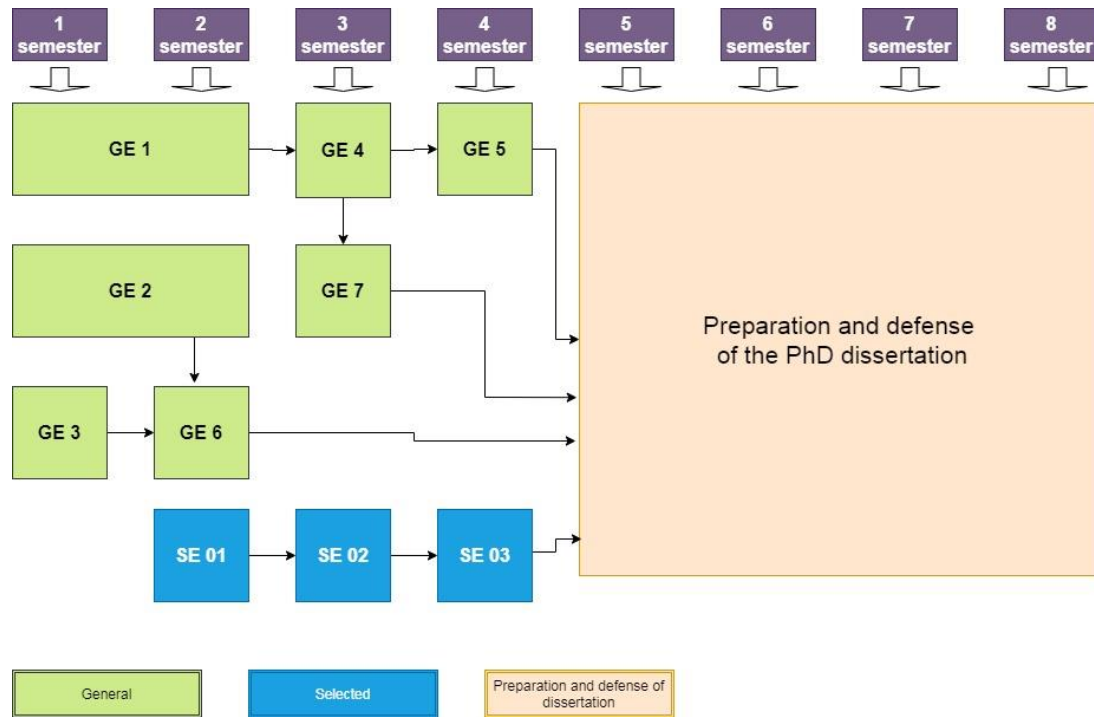 1
semester
2
semester
3
semester
4
semester
5
semester
6
semester
7
semester
8
semester
GE 1
GE 4
GE 5
GE 2
GE 7
Preparation and defense
of the PhD dissertation
GE 3
GE 6
SE 01
SE 02
SE 03
General
Selected
Preparation and defense of
dissertation